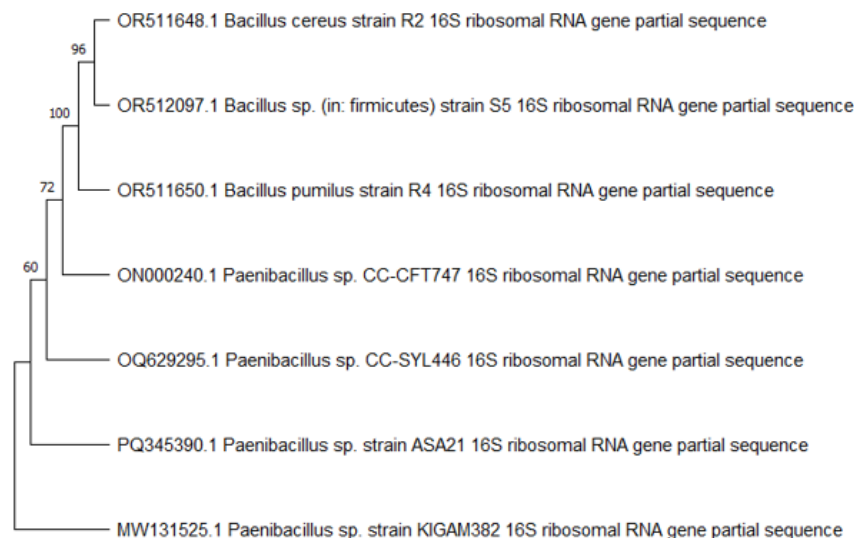 OR511648.1 Bacillus cereus strain R2 16S ribosomal RNA gene partial sequence
96
OR512097.1 Bacillus sp. (in: firmicutes) strain S5 16S ribosomal RNA gene partial sequence
100
OR511650.1 Bacillus pumilus strain R4 16S ribosomal RNA gene partial sequence
72
ON000240.1 Paenibacillus sp. CC-CFT747 16S ribosomal RNA gene partial sequence
60
OQ629295.1 Paenibacillus sp. CC-SYL446 16S ribosomal RNA gene partial sequence
PQ345390.1 Paenibacillus sp. strain ASA21 16S ribosomal RNA gene partial sequence
MW131525.1 Paenibacillus sp. strain KIGAM382 16S ribosomal RNA gene partial sequence